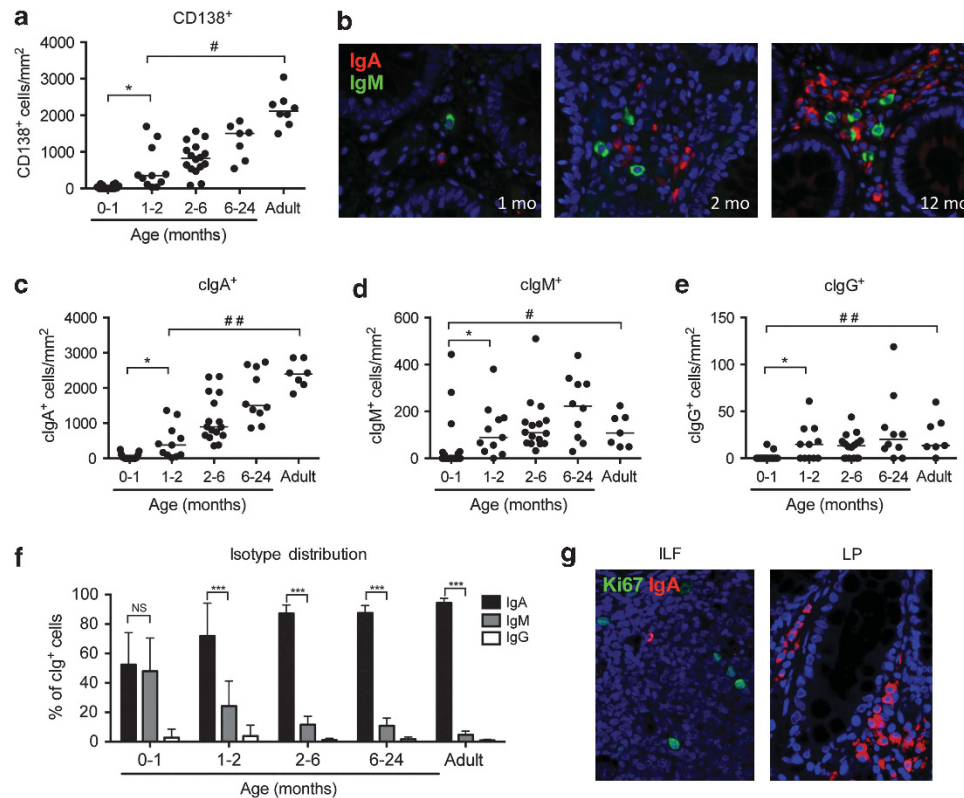 a
CD138+
CD138+ cells/mm²
4000
3000
2000
1000
0
*
#
0-1 1-2 2-6 6-24 Adult
Age (months)
b
IgA
IgM
1 mo
2 mo
12 mo
c
cIgA+
cIgA+ cells/mm²
4000
3000
2000
1000
0
*
# #
0-1 1-2 2-6 6-24 Adult
Age (months)
d
cIgM+
cIgM+ cells/mm²
600
400
200
0
*
#
0-1 1-2 2-6 6-24 Adult
Age (months)
e
cIgG+
cIgG+ cells/mm²
150
100
50
0
*
# #
0-1 1-2 2-6 6-24 Adult
Age (months)
f
Isotype distribution
% of cIg+ cells
100
80
60
40
20
0
NS
***
***
***
***
IgA
IgM
IgG
0-1 1-2 2-6 6-24 Adult
Age (months)
g
ILF
LP
Ki67 IgA